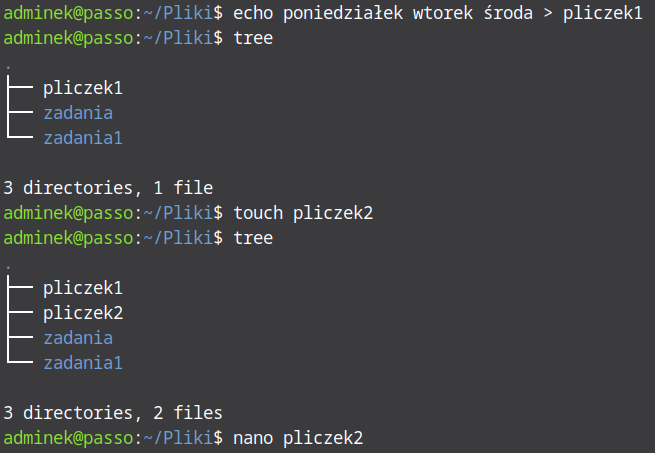 adminek@passo:~/Pliki$ echo poniedziałek wtorek środa > pliczek1
adminek@passo:~/Pliki$ tree
.
├── pliczek1
├── zadania
└── zadania1
3 directories, 1 file
adminek@passo:~/Pliki$ touch pliczek2
adminek@passo:~/Pliki$ tree
.
├── pliczek1
├── pliczek2
├── zadania
└── zadania1
3 directories, 2 files
adminek@passo:~/Pliki$ nano pliczek2